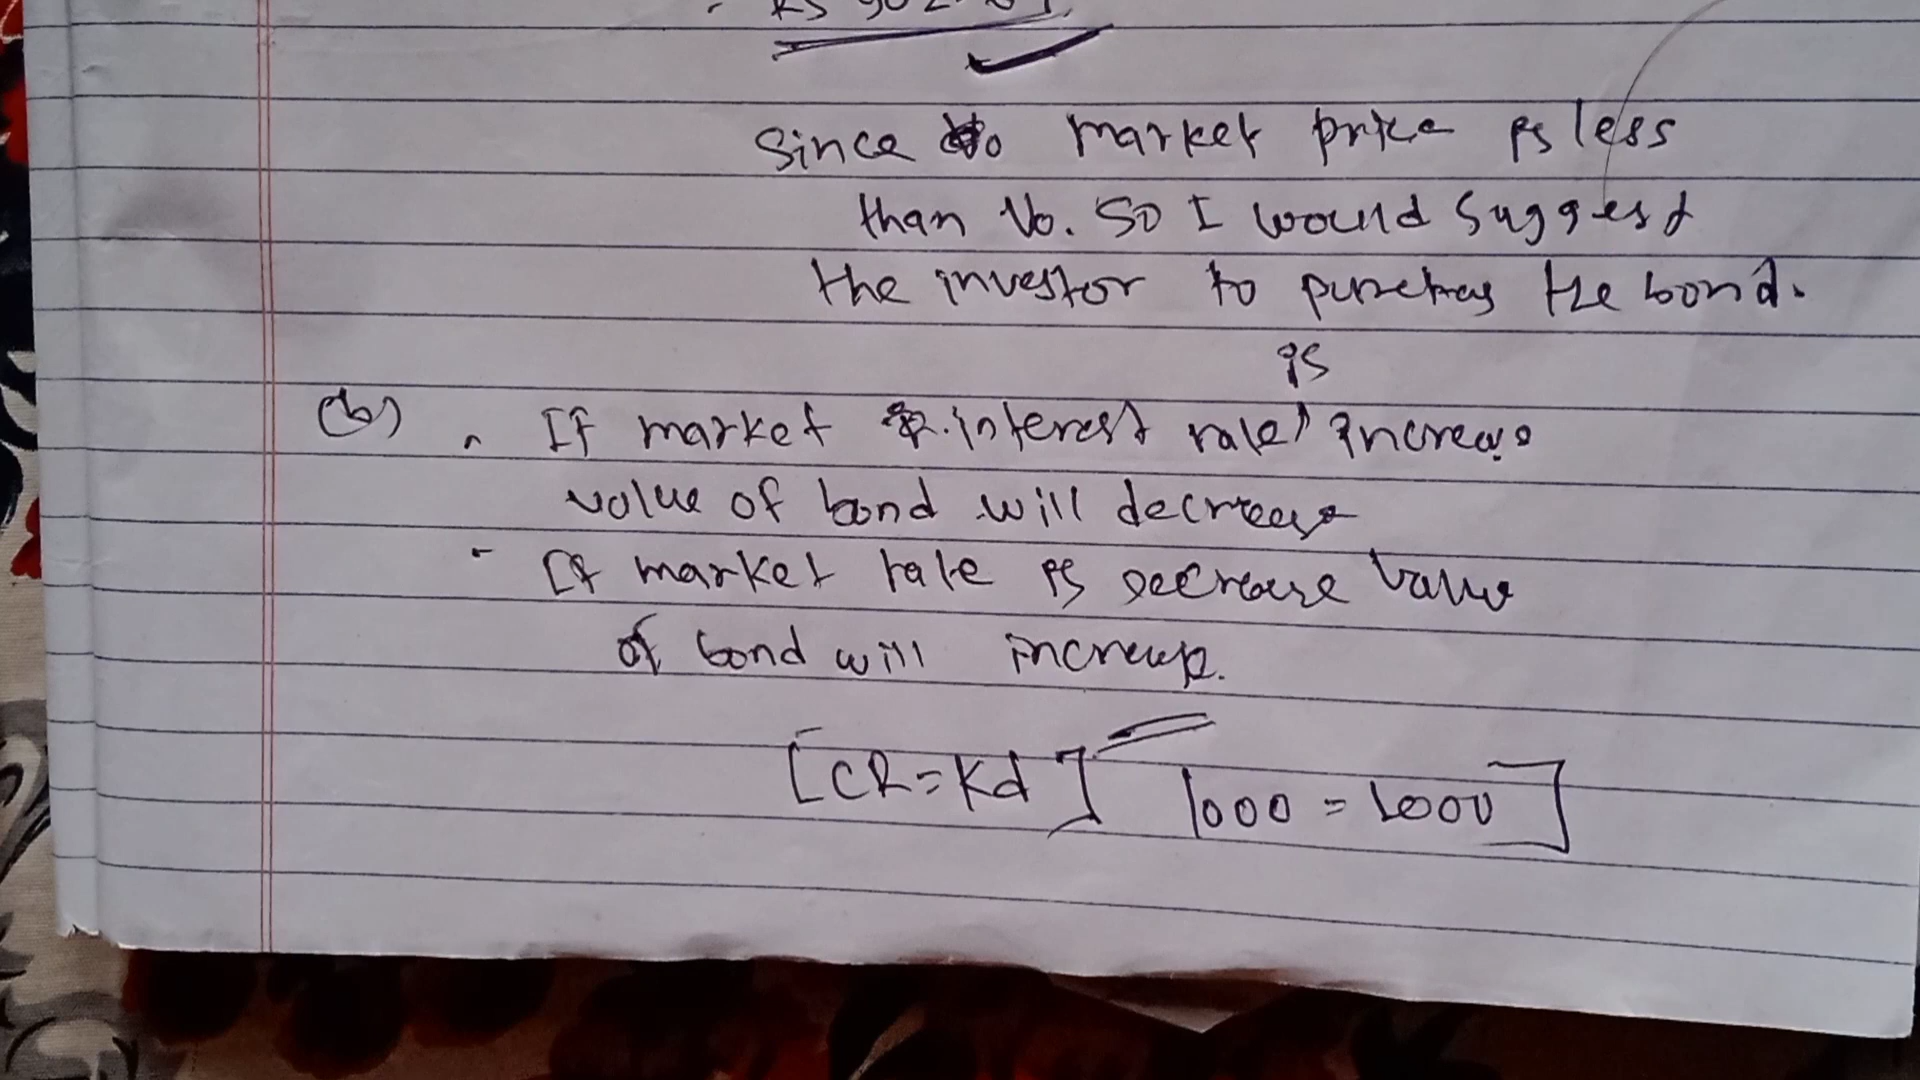 Rs
Since market price is less
than Vo. So I would suggest
the investor to purchas the bond.
is
(b) . If market interest rate increase
value of bond will decrease
- If market rate is decrease value
of bond will increase.
[CR = Kd] 1000 = 1000]